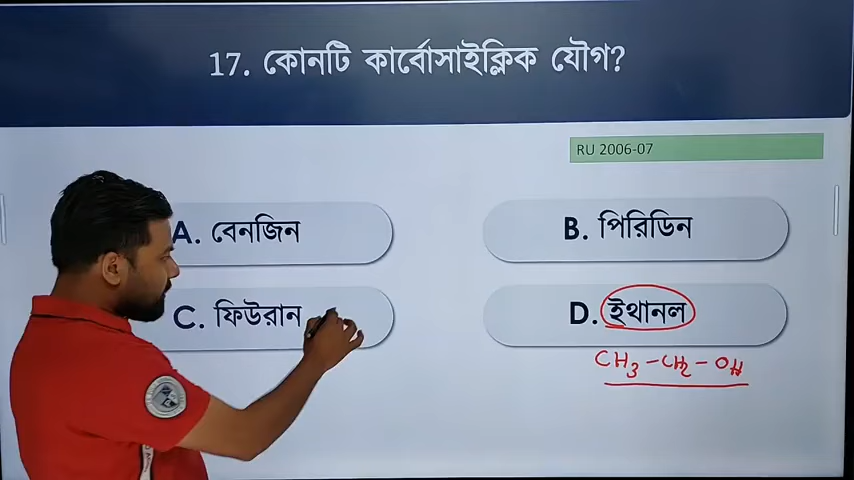 17. কোনটি কার্বোসাইক্লিক যৌগ?
RU 2006-07
A. বেনজিন
B. পিরিডিন
C. ফিউরান
D. ইথানল
CH₃ – CH₂ – OH